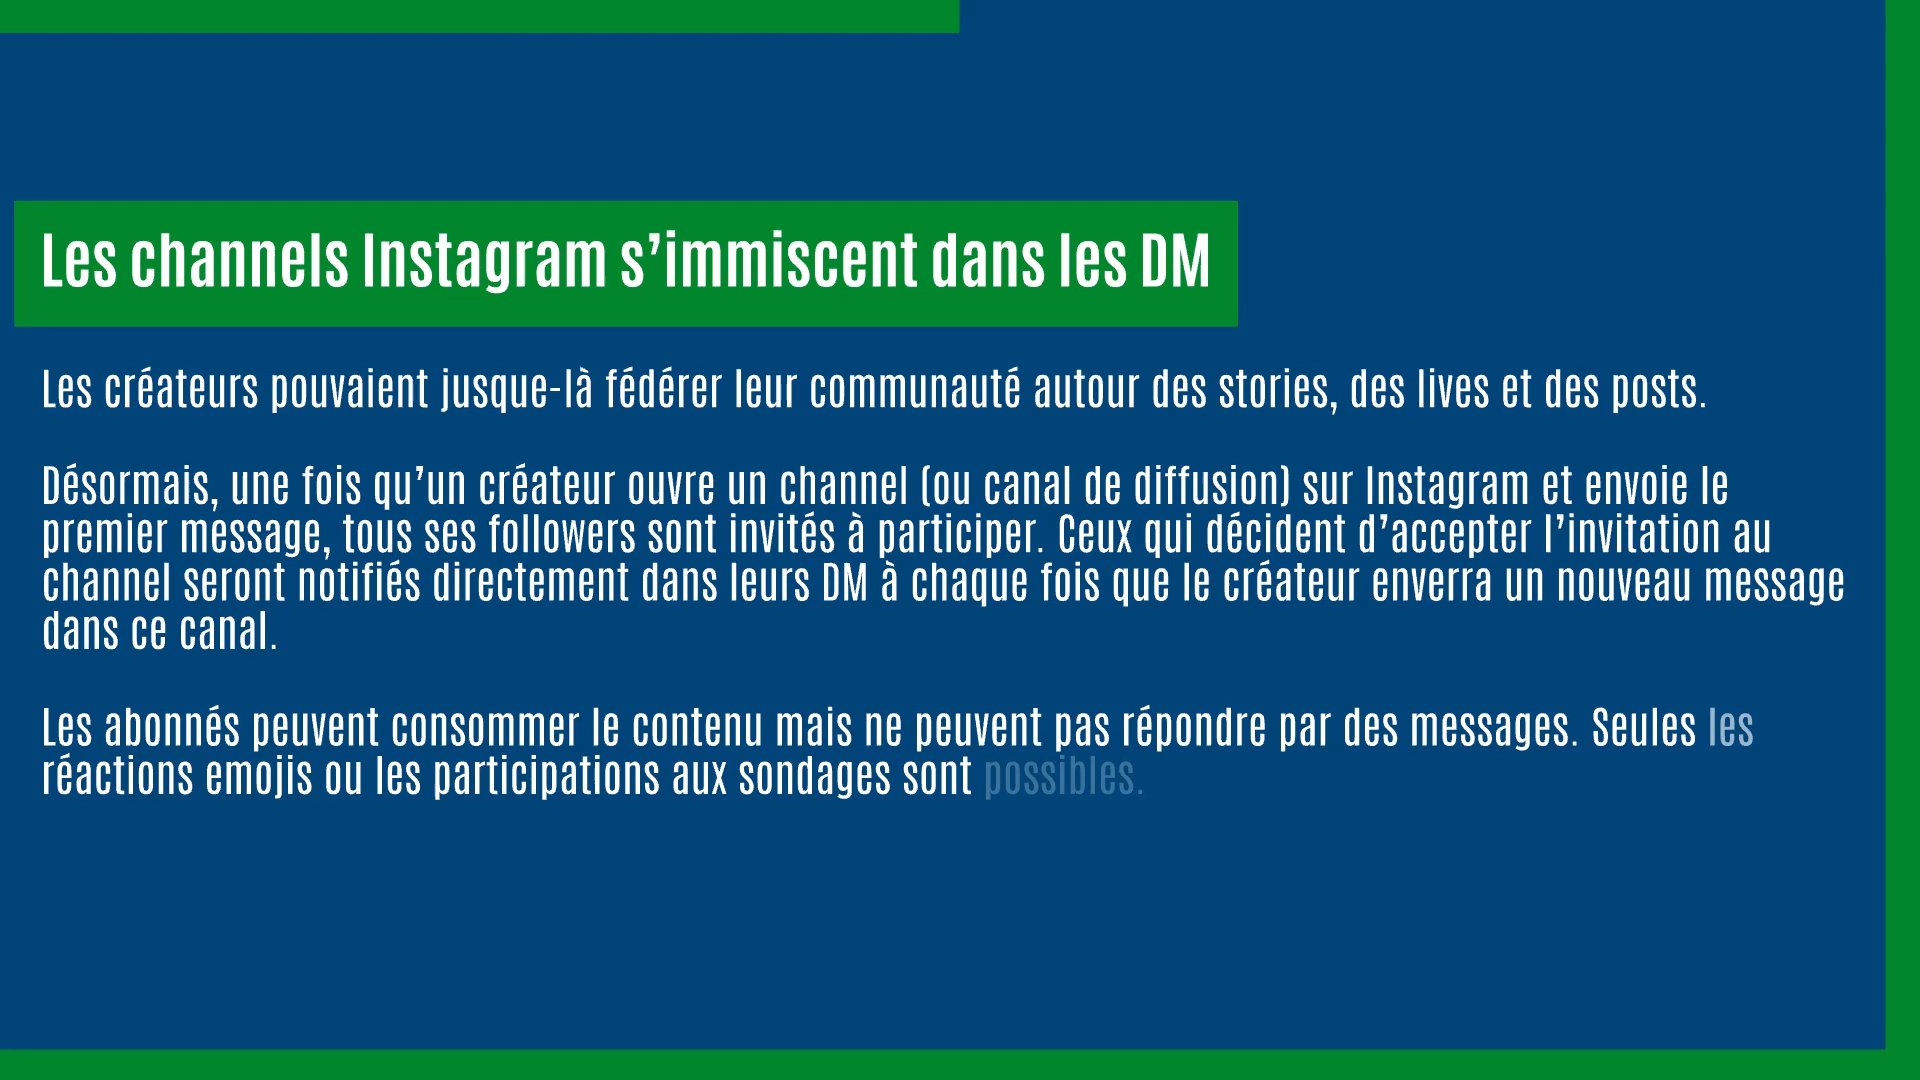 Les channels Instagram s’immiscent dans les DM
Les créateurs pouvaient jusque-là fédérer leur communauté autour des stories, des lives et des posts.
Désormais, une fois qu’un créateur ouvre un channel (ou canal de diffusion) sur Instagram et envoie le
premier message, tous ses followers sont invités à participer. Ceux qui décident d’accepter l’invitation au
channel seront notifiés directement dans leurs DM à chaque fois que le créateur enverra un nouveau message
dans ce canal.
Les abonnés peuvent consommer le contenu mais ne peuvent pas répondre par des messages. Seules les
réactions emojis ou les participations aux sondages sont possibles.